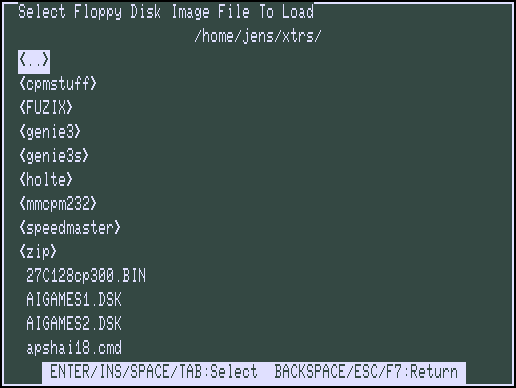 Select Floppy Disk Image File To Load
/home/jens/xtrs/
<..>
<cpmstuff>
<FUZIX>
<genie3>
<genie3s>
<holte>
<mmcpm232>
<speedmaster>
<zip>
27C128cp300.BIN
AIGAMES1.DSK
AIGAMES2.DSK
apshai18.cmd
ENTER/INS/SPACE/TAB:Select BACKSPACE/ESC/F7:Return